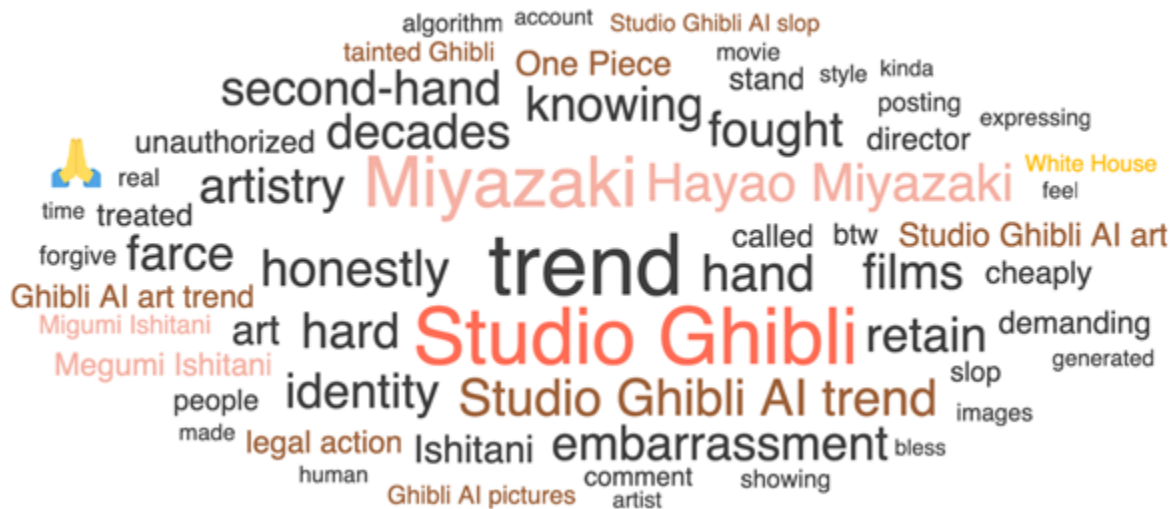 algorithm account Studio Ghibli AI slop
tainted Ghibli One Piece movie
second-hand knowing stand style kinda
posting
unauthorized decades fought director expressing
real artistry Miyazaki Hayao Miyazaki White House
feel
time treated
called btw Studio Ghibli AI art
forgive farce honestly trend hand films cheaply
Ghibli AI art trend
Migumi Ishitani art hard Studio Ghibli retain demanding
Megumi Ishitani generated
people identity Studio Ghibli AI trend slop
images
made legal action Ishitani embarrassment bless
human comment showing
Ghibli AI pictures artist